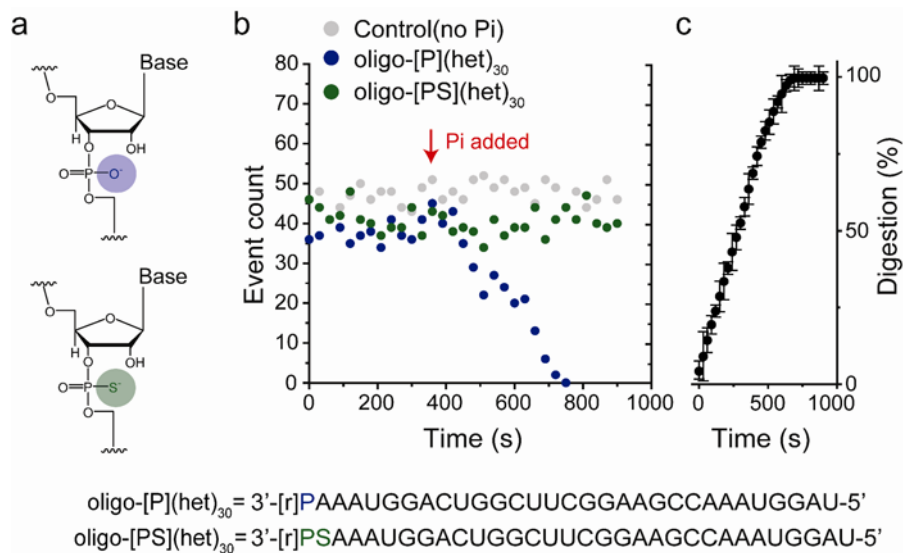 a
Base
O
O
H
OH
O
O=P-O⁻
O
Base
O
O
H
OH
O
O=P-S⁻
O
b
Control(no Pi)
oligo-[P](het)₃₀
oligo-[PS](het)₃₀
Pi added
Event count
80
70
60
50
40
30
20
10
0
0 200 400 600 800 1000
Time (s)
c
100
50
0
Digestion (%)
0 500 1000
Time (s)
oligo-[P](het)₃₀= 3'-[r]PAAAUGGACUGGCUUCGGAAGCCAAAUGGAU-5'
oligo-[PS](het)₃₀= 3'-[r]PSAAAUGGACUGGCUUCGGAAGCCAAAUGGAU-5'